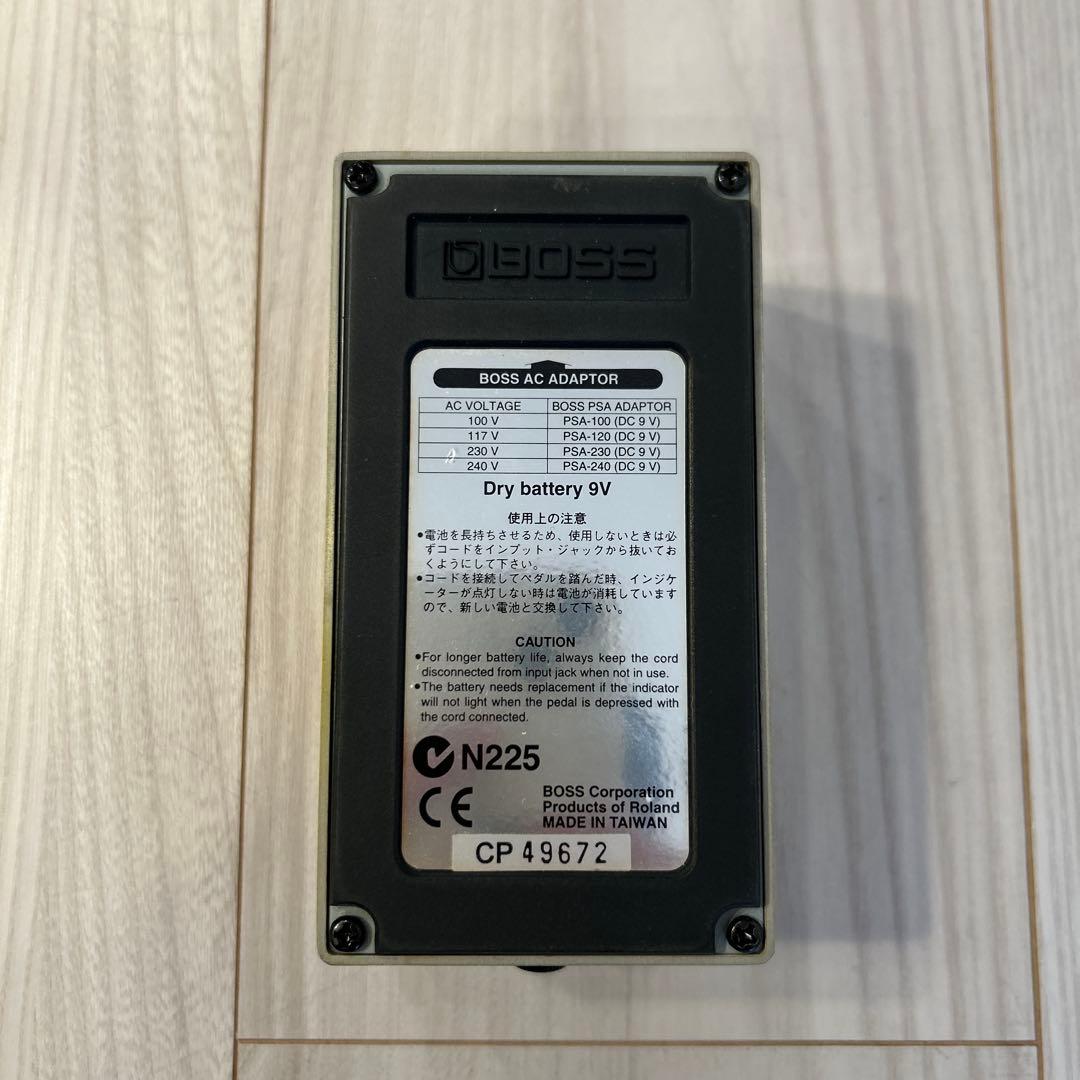 BOSS
BOSS AC ADAPTOR
AC VOLTAGE BOSS PSA ADAPTOR
100 V PSA-100 (DC 9 V)
117 V PSA-120 (DC 9 V)
230 V PSA-230 (DC 9 V)
240 V PSA-240 (DC 9 V)
Dry battery 9V
使用上の注意
●電池を長持ちさせるため、使用しないときは必
ずコードをインプット・ジャックから抜いてお
くようにして下さい。
●コードを接続してペダルを踏んだ時、インジケ
ーターが点灯しない時は電池が消耗しています
ので、新しい電池と交換して下さい。
CAUTION
●For longer battery life, always keep the cord
disconnected from input jack when not in use.
●The battery needs replacement if the indicator
will not light when the pedal is depressed with
the cord connected.
N225
CE
BOSS Corporation
Products of Roland
MADE IN TAIWAN
CP 49672